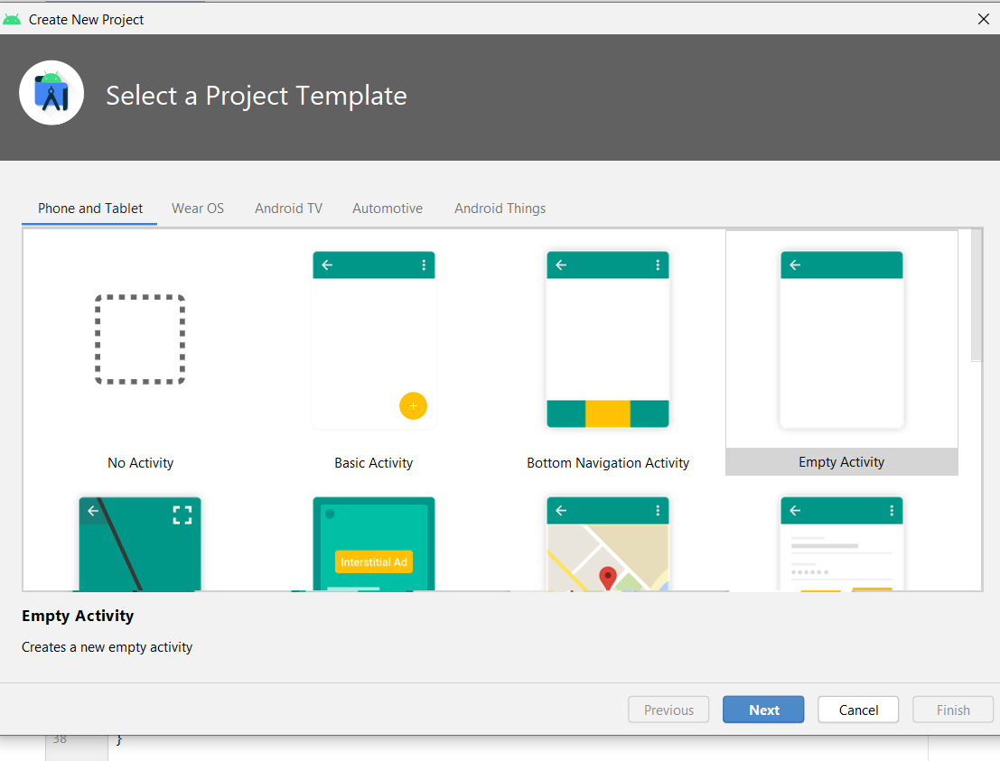 Create New Project
Select a Project Template
Phone and Tablet
Wear OS
Android TV
Automotive
Android Things
No Activity
Basic Activity
Bottom Navigation Activity
Empty Activity
Interstitial Ad
Empty Activity
Creates a new empty activity
Previous
Next
Cancel
Finish
38
}